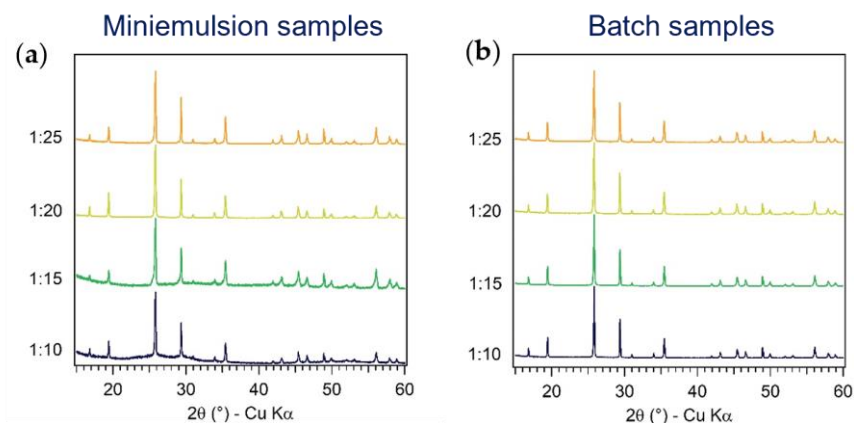 Miniemulsion samples
Batch samples
(a)
1:25
1:20
1:15
1:10
20 30 40 50 60
2θ (°) - Cu Kα
(b)
1:25
1:20
1:15
1:10
20 30 40 50 60
2θ (°) - Cu Kα